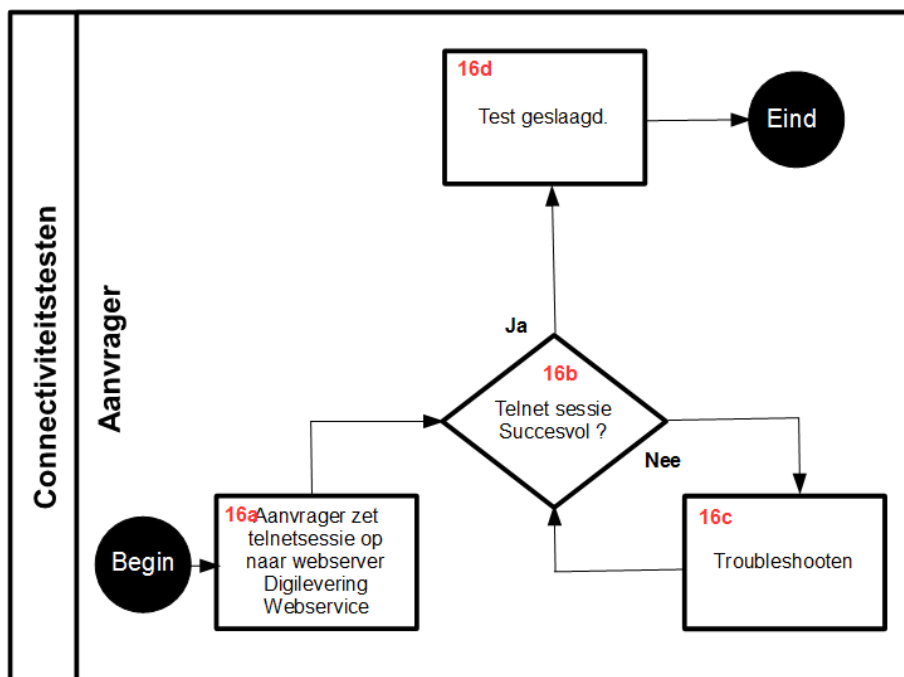 Connectiviteitstesten
Aanvrager
16d
Test geslaagd.
Eind
Ja
16b
Telnet sessie
Succesvol ?
Nee
Begin
16a
Aanvrager zet
telnetsessie op
naar webserver
Digilevering
Webservice
16c
Troubleshooten